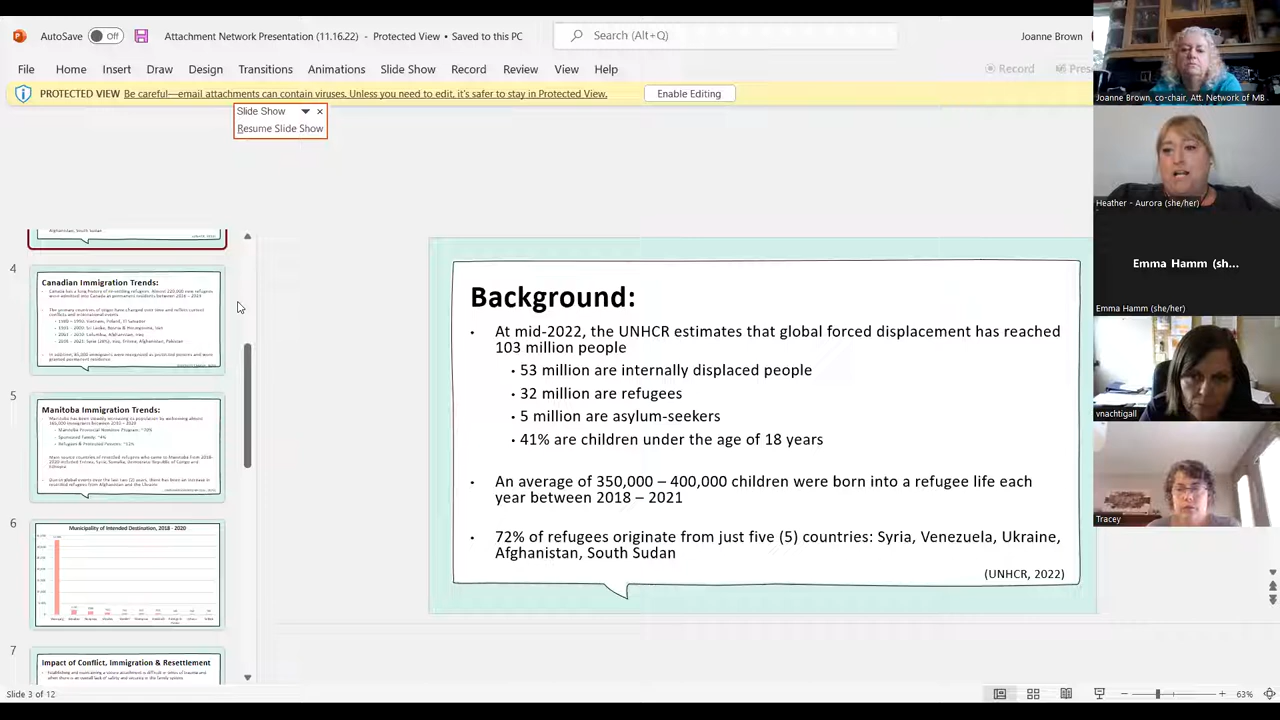 AutoSave Off Attachment Network Presentation (11.16.22) - Protected View • Saved to this PC Search (Alt+Q) Joanne Brown
File Home Insert Draw Design Transitions Animations Slide Show Record Review View Help Record
PROTECTED VIEW Be careful—email attachments can contain viruses. Unless you need to edit, it's safer to stay in Protected View. Enable Editing
Slide Show
Resume Slide Show
4
Canadian Immigration Trends:
5
Manitoba Immigration Trends:
6
Municipality of Intended Destination, 2018 - 2020
7
Impact of Conflict, Immigration & Resettlement
Background:
• At mid-2022, the UNHCR estimates that global forced displacement has reached
103 million people
• 53 million are internally displaced people
• 32 million are refugees
• 5 million are asylum-seekers
• 41% are children under the age of 18 years
• An average of 350,000 – 400,000 children were born into a refugee life each
year between 2018 – 2021
• 72% of refugees originate from just five (5) countries: Syria, Venezuela, Ukraine,
Afghanistan, South Sudan
(UNHCR, 2022)
Joanne Brown, co-chair, Att. Network of MB
Heather - Aurora (she/her)
Emma Hamm (sh...
Emma Hamm (she/her)
vnachtigall
Tracey
Slide 3 of 12
63%